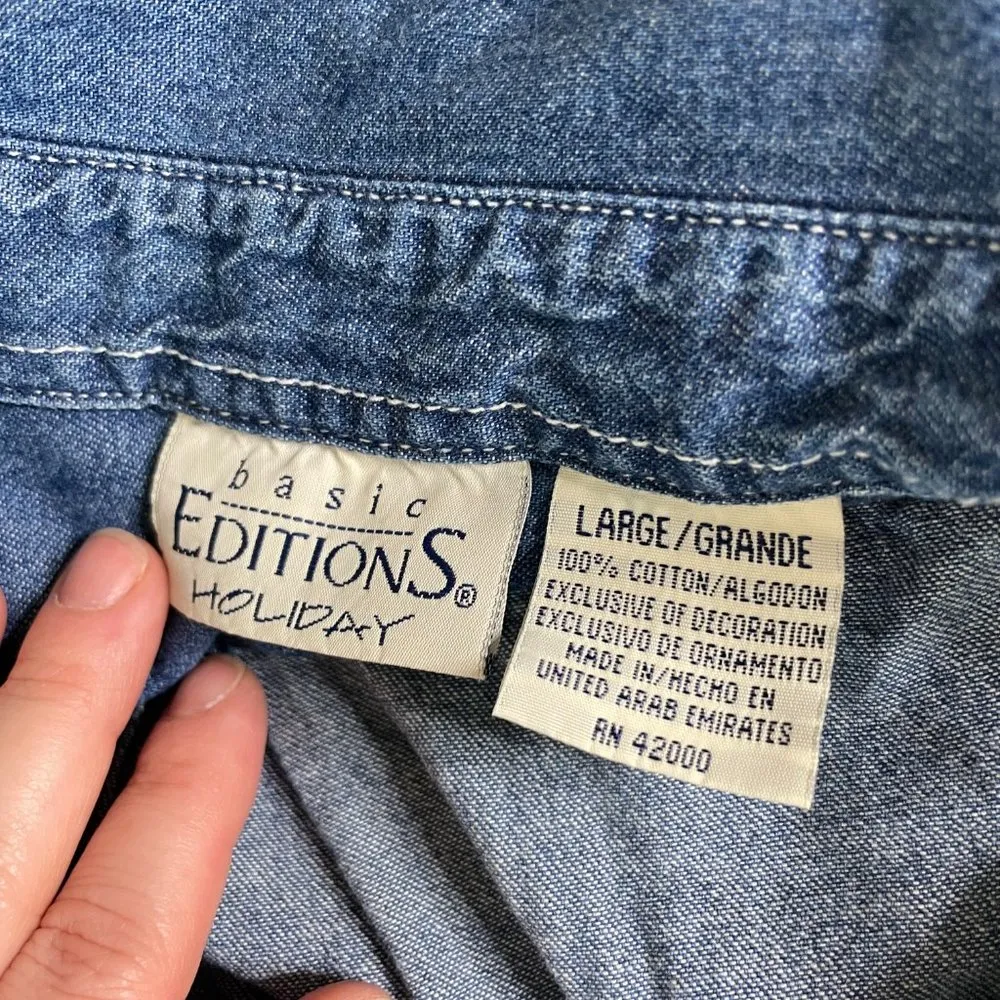 basic
EDITIONS®
HOLIDAY
LARGE/GRANDE
100% COTTON/ALGODON
EXCLUSIVE OF DECORATION
EXCLUSIVO DE ORNAMENTO
MADE IN/HECHO EN
UNITED ARAB EMIRATES
RN 42000